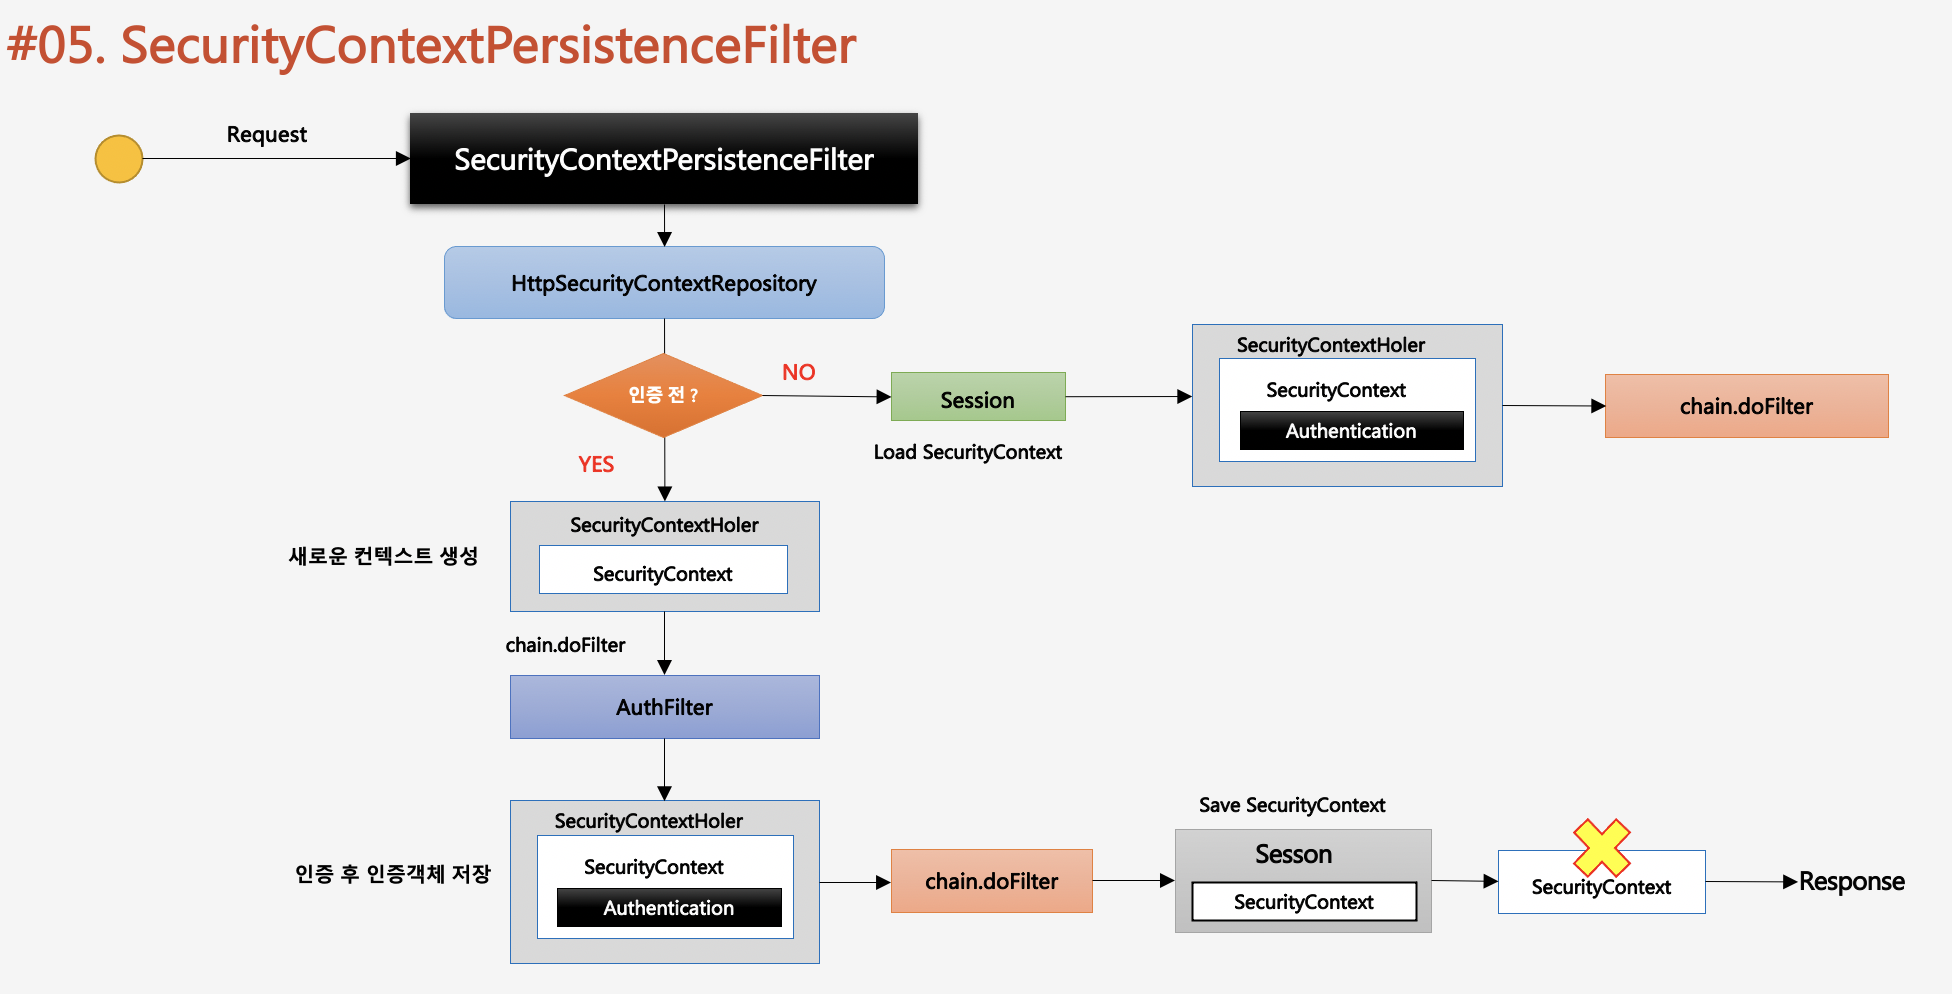 #05. SecurityContextPersistenceFilter
Request
SecurityContextPersistenceFilter
HttpSecurityContextRepository
인증 전 ?
NO
Session
Load SecurityContext
SecurityContextHoler
SecurityContext
Authentication
chain.doFilter
YES
새로운 컨텍스트 생성
SecurityContextHoler
SecurityContext
chain.doFilter
AuthFilter
인증 후 인증객체 저장
SecurityContextHoler
SecurityContext
Authentication
chain.doFilter
Save SecurityContext
Sesson
SecurityContext
SecurityContext
Response